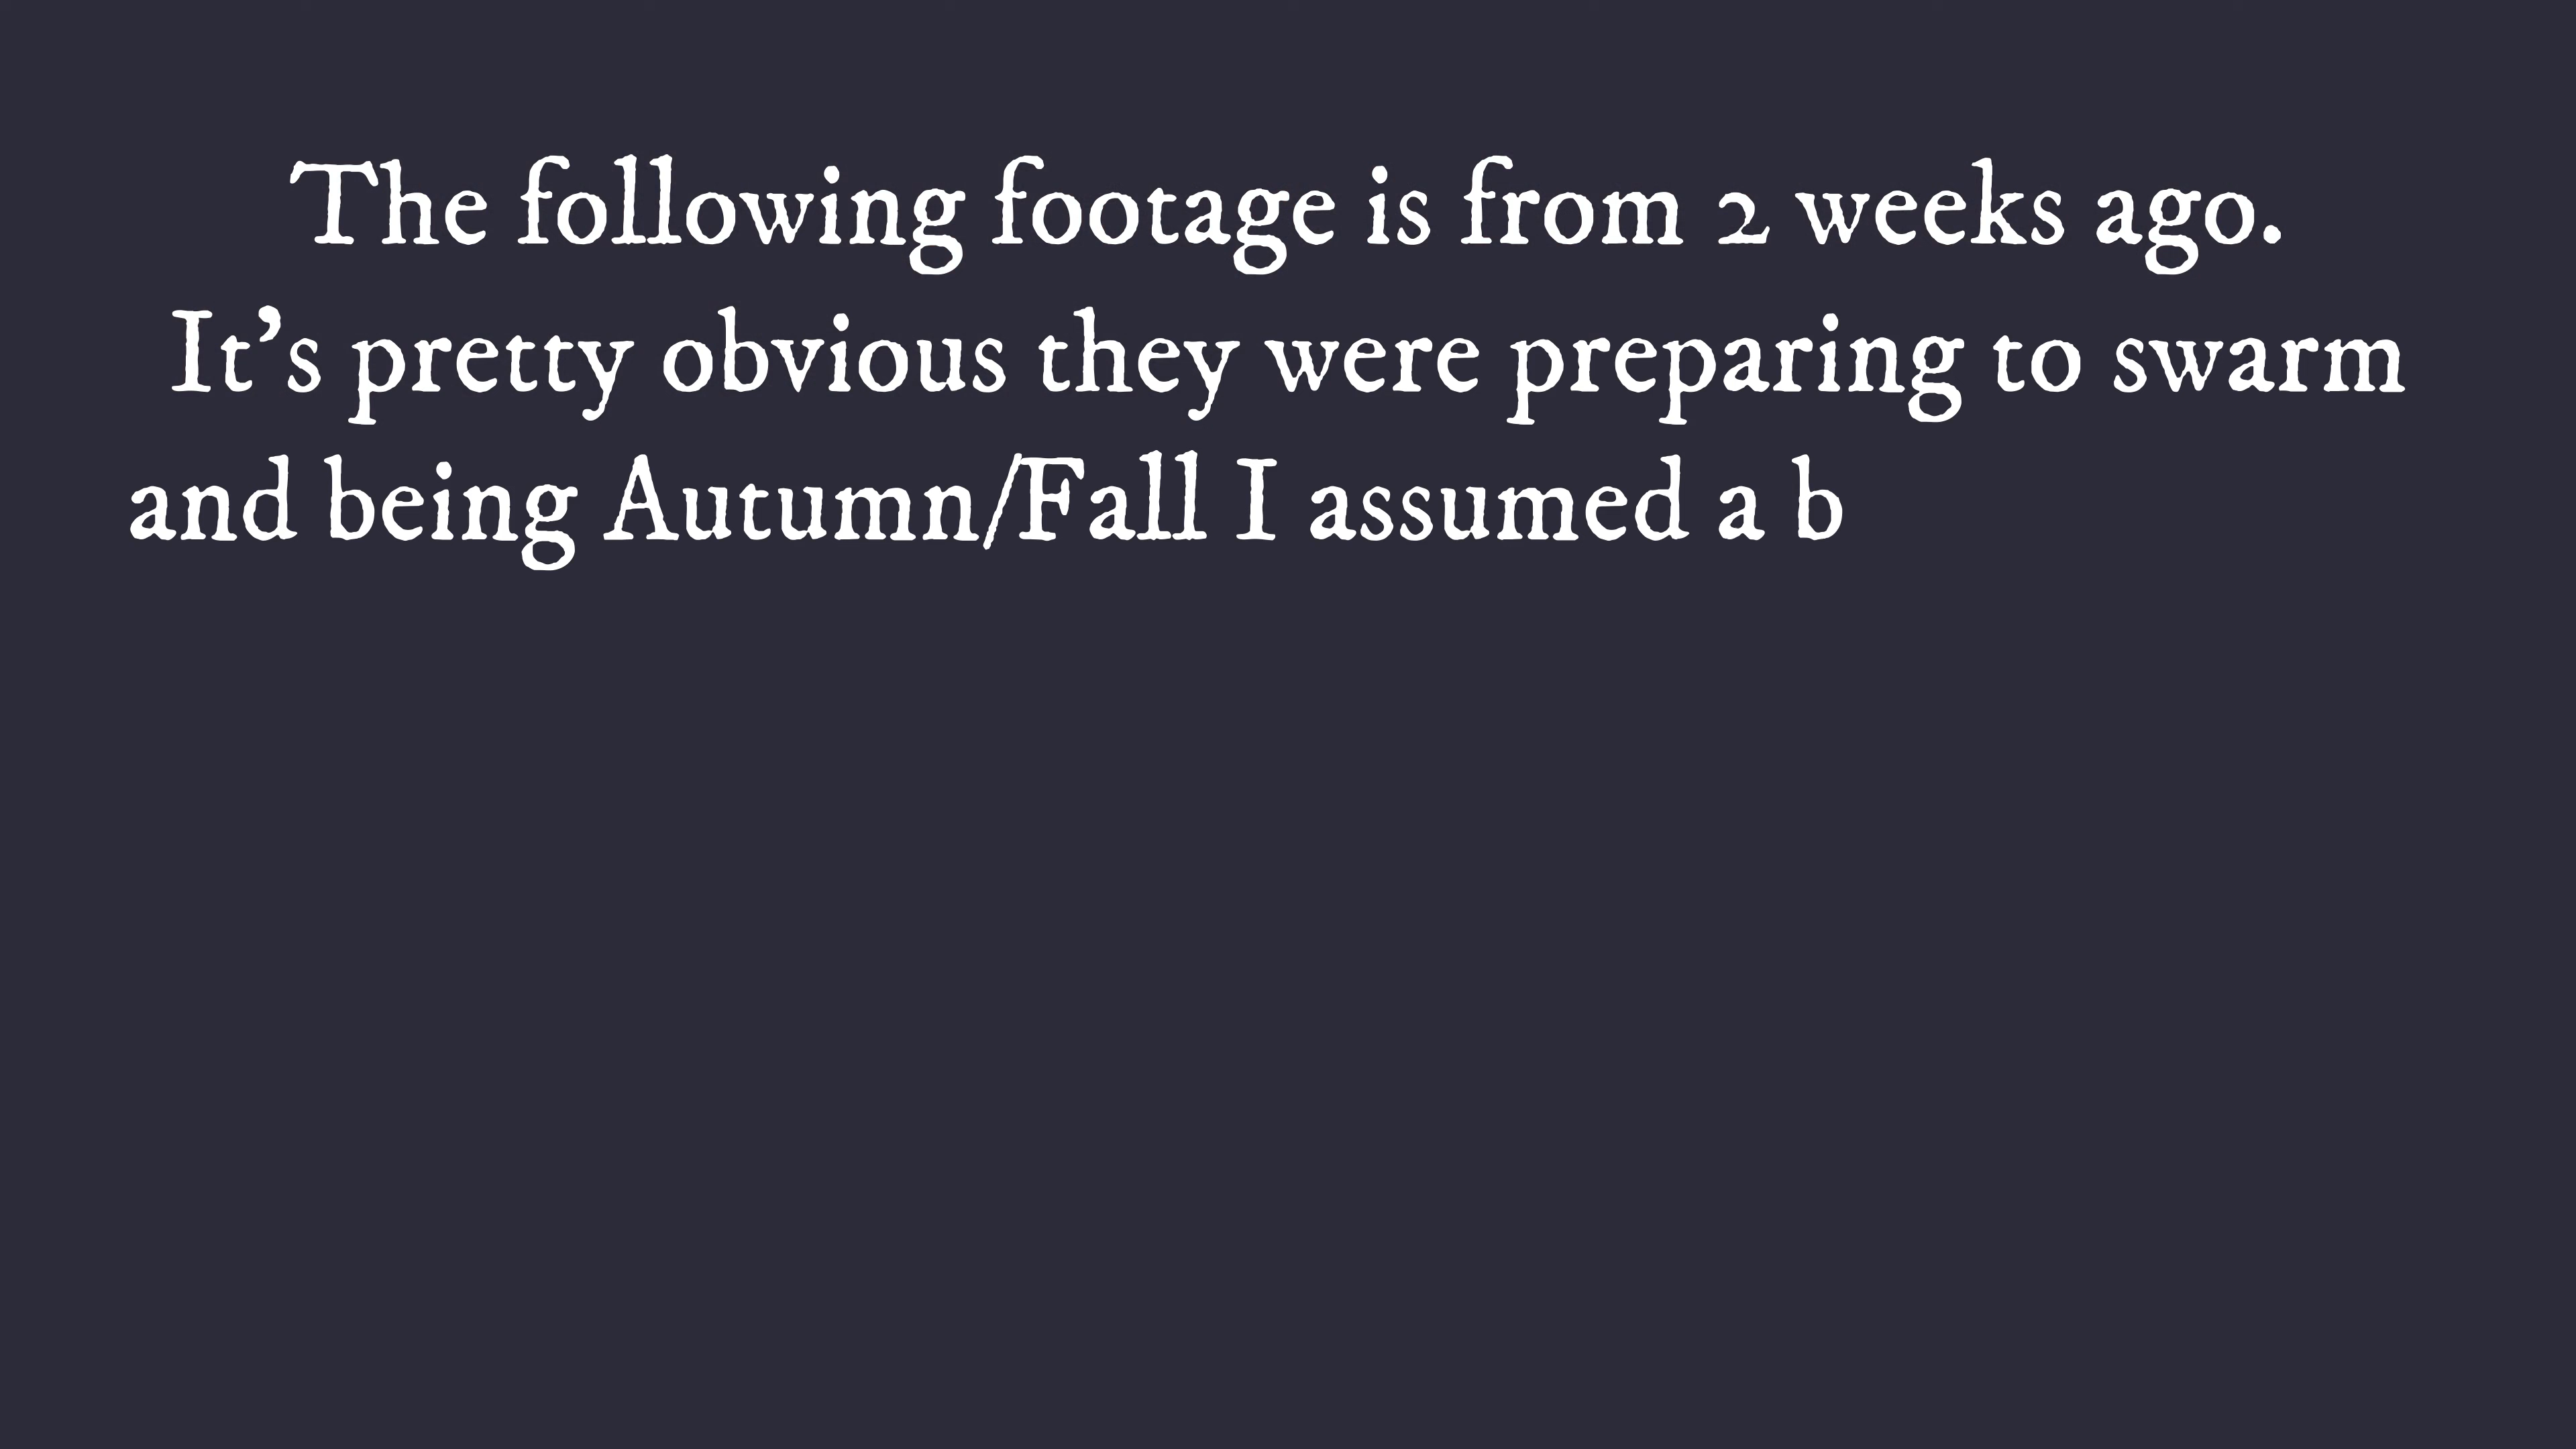 The following footage is from 2 weeks ago.
It's pretty obvious they were preparing to swarm
and being Autumn/Fall I assumed a b